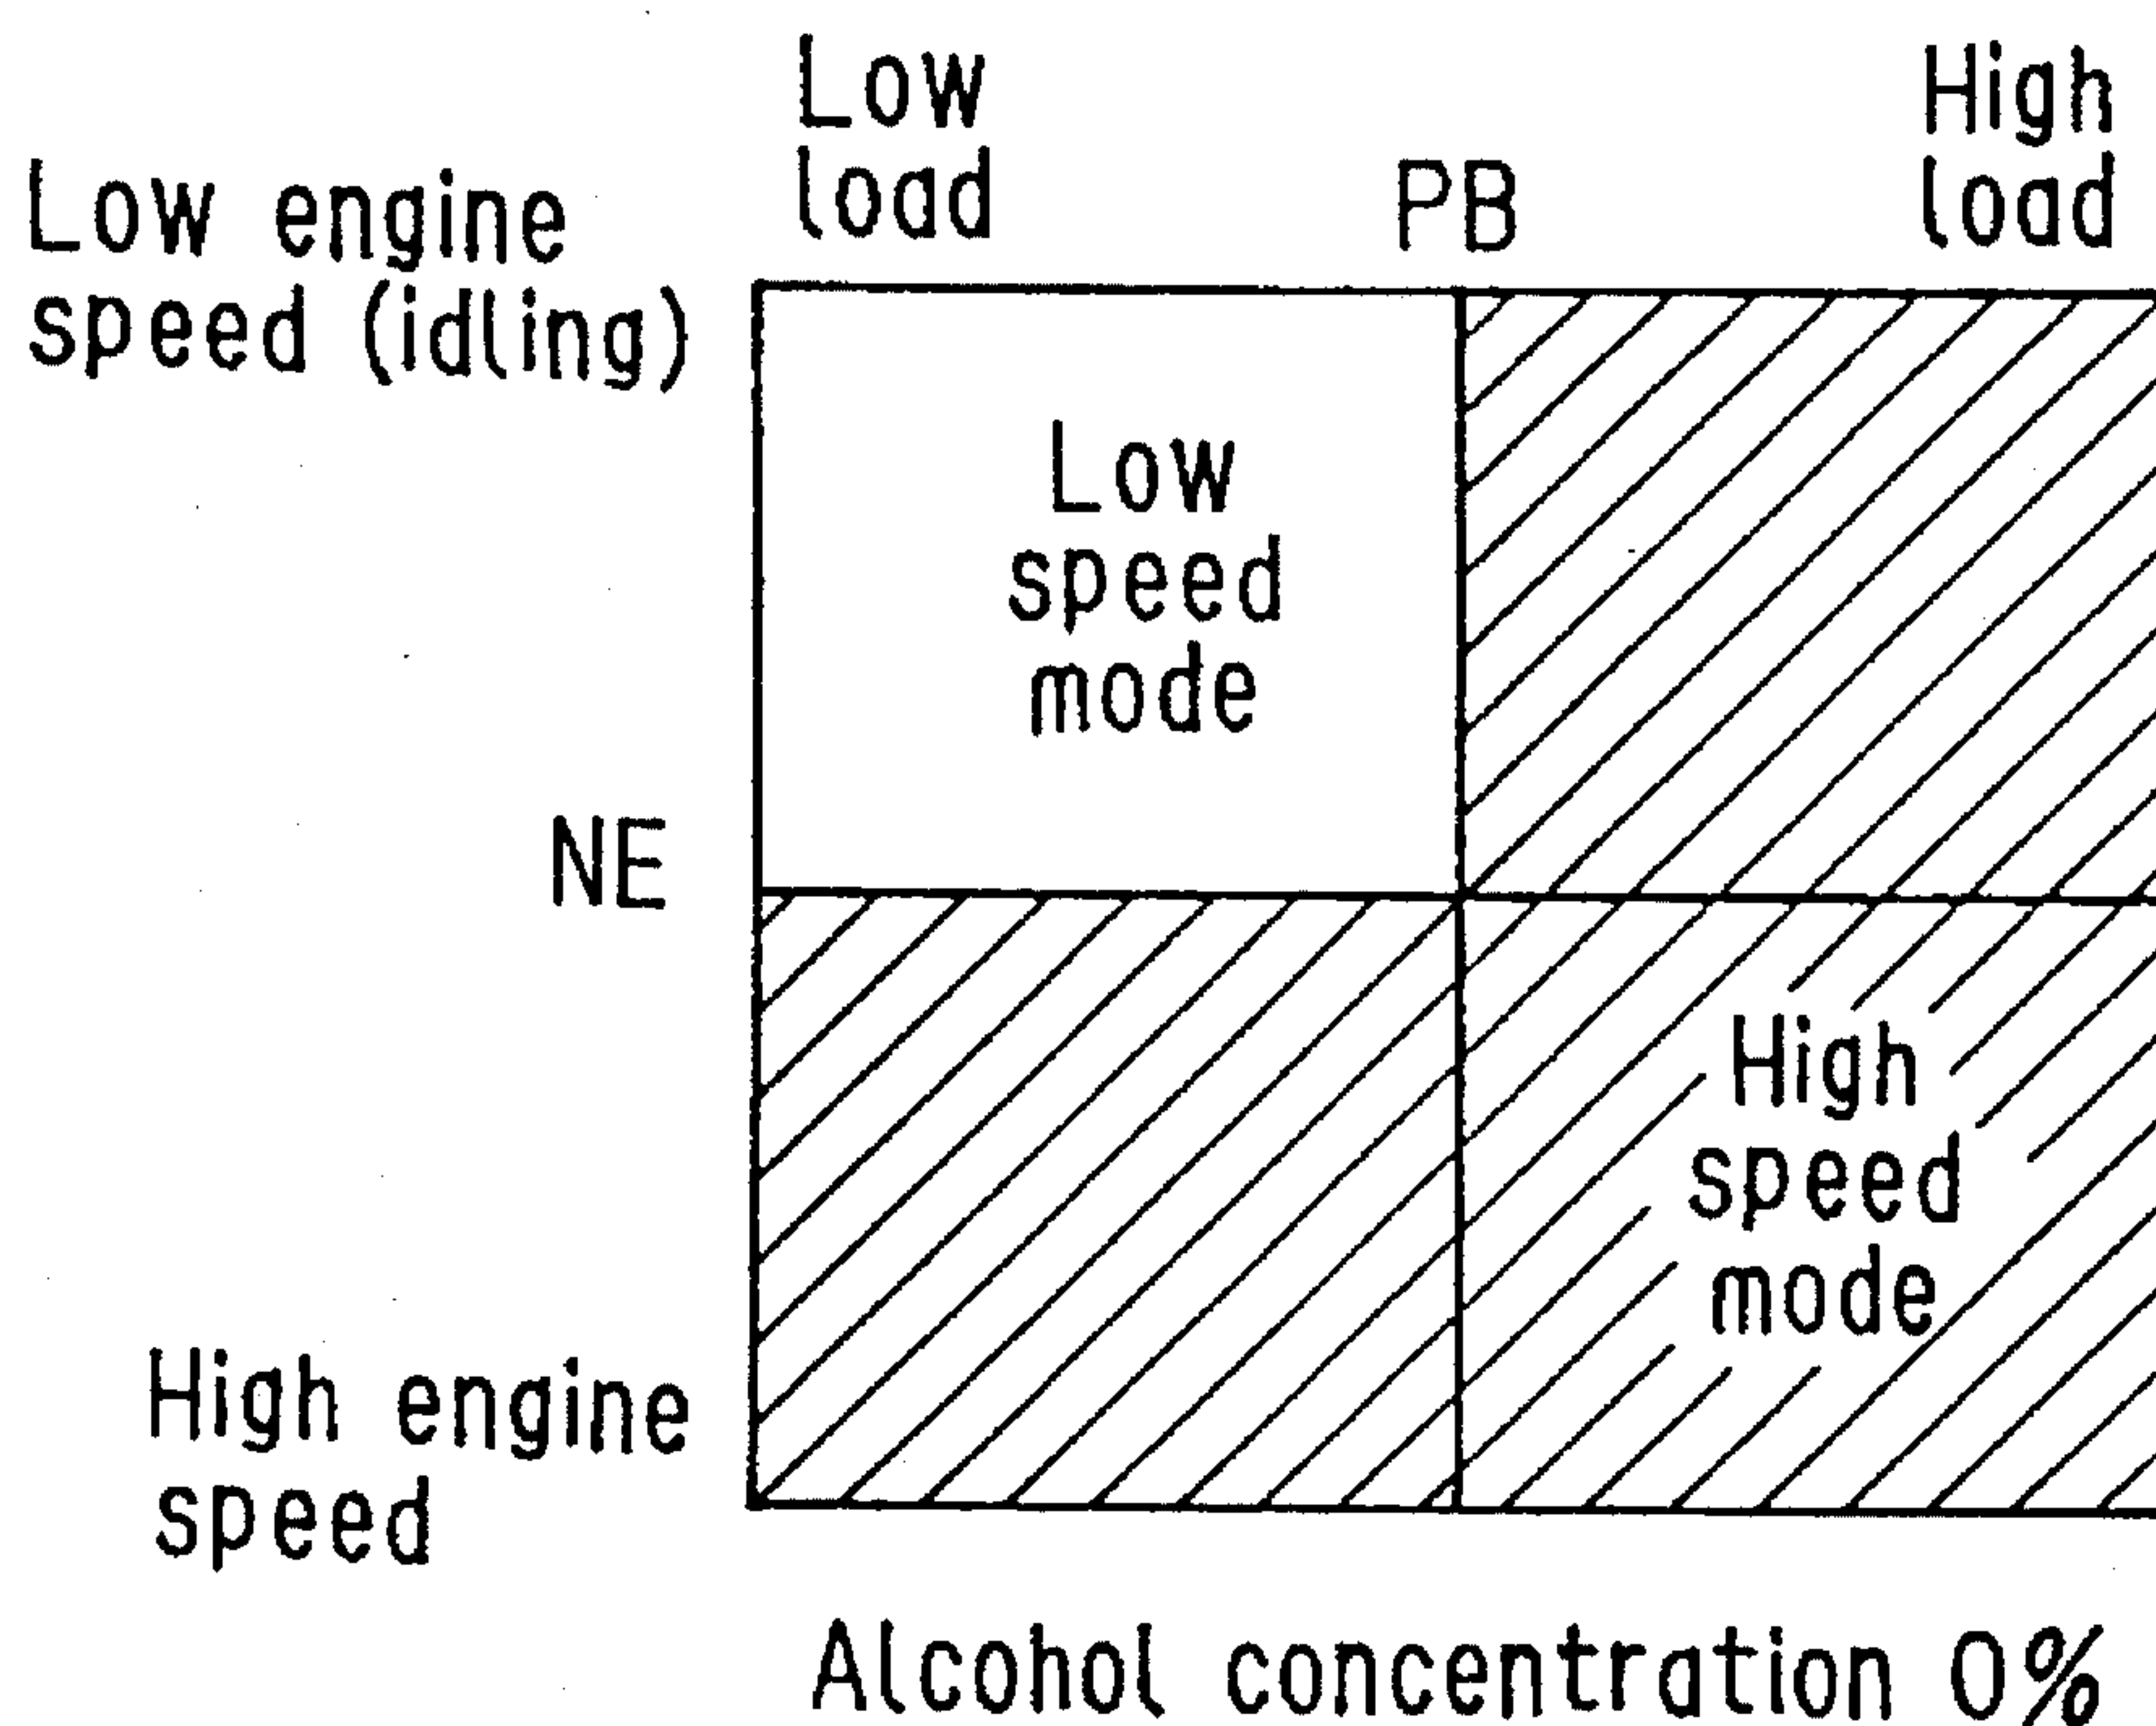 Low
load
PB
High
load
Low engine
speed (idling)
Low
speed
mode
NE
High
speed
mode
High engine
speed
Alcohol concentration 0%